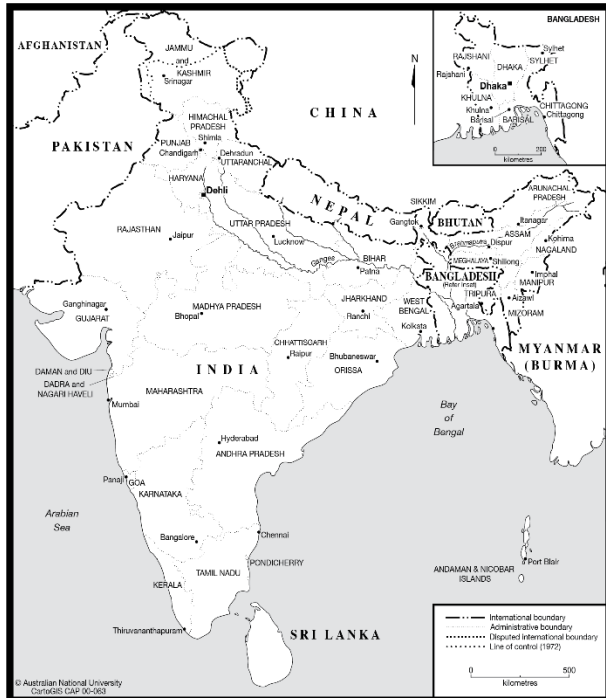 AFGHANISTAN
JAMMU
and
KASHMIR
Srinagar
N
CHINA
PAKISTAN
HIMACHAL
PRADESH
Shimla
PUNJAB
Chandigarh
Dehradun
UTTARANCHAL
HARYANA
Dehli
NEPAL
SIKKIM
Gangtok
BHUTAN
ARUNACHAL
PRADESH
Itanagar
ASSAM
Brahmaputra
Dispur
Kohima
NAGALAND
MEGHALAYA
Shillong
Imphal
MANIPUR
BANGLADESH
(Refer Inset)
TRIPURA
Agartala
Aizawl
MIZORAM
RAJASTHAN
Jaipur
UTTAR PRADESH
Lucknow
Ganges
BIHAR
Patna
Ganghinagar
GUJARAT
MADHYA PRADESH
Bhopal
JHARKHAND
Ranchi
WEST
BENGAL
Kolkata
CHHATTISGARH
Raipur
Bhubaneswar
ORISSA
INDIA
MYANMAR
(BURMA)
DAMAN and DIU
DADRA and
NAGARI HAVELI
MAHARASHTRA
Mumbai
Hyderabad
ANDHRA PRADESH
Bay
of
Bengal
Panaji
GOA
KARNATAKA
Arabian
Sea
Bangalore
Chennai
PONDICHERRY
TAMIL NADU
KERALA
Thiruvananthapuram
SRI LANKA
Port Blair
ANDAMAN & NICOBAR
ISLANDS
BANGLADESH
RAJSHANI
Rajshani
DHAKA
Dhaka
Sylhet
SYLHET
KHULNA
Khulna
Barisal
BARISAL
CHITTAGONG
Chittagong
0 200
kilometres
International boundary
Administrative boundary
Disputed international boundary
Line of control (1972)
0 500
kilometres
© Australian National University
CartoGIS CAP 00-063